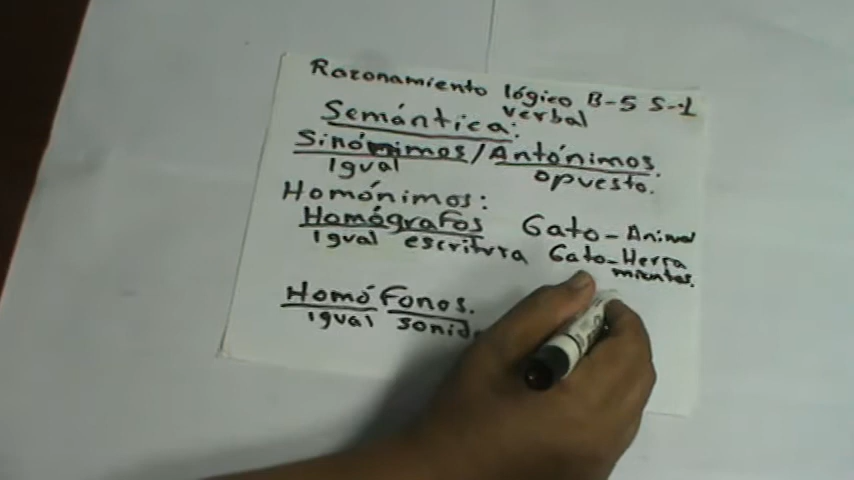 Razonamiento lógico B-5 S-1
verbal
Semántica:
Sinónimos/Antónimos.
Igual opuesto.
Homónimos:
Homógrafos Gato-Animal
Igual escritura Gato-Herra
mientas.
Homófonos.
igual sonido